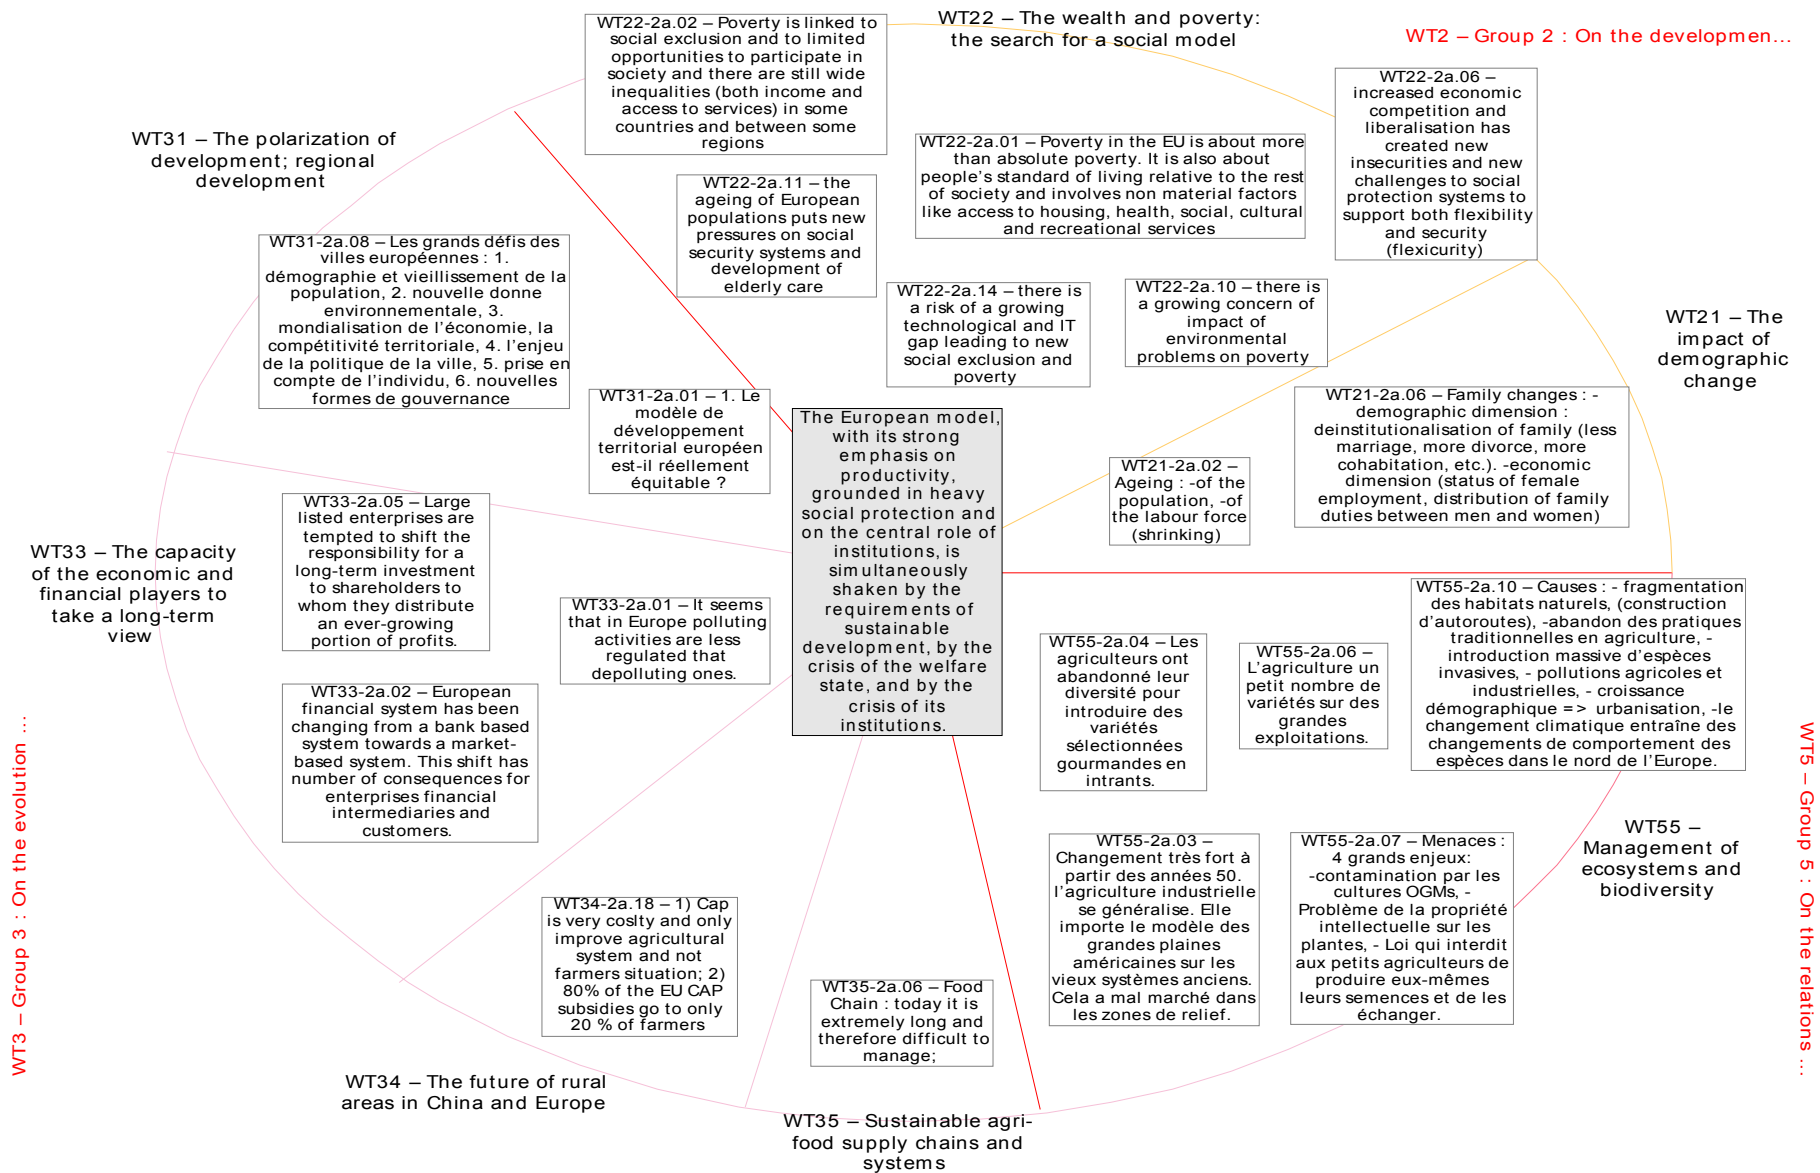 WT22-2a.02 – Poverty is linked to
social exclusion and to limited
opportunities to participate in
society and there are still wide
inequalities (both income and
access to services) in some
countries and between some
regions
WT22 – The wealth and poverty:
the search for a social model
WT2 – Group 2 : On the developmen...
WT22-2a.06 –
increased economic
competition and
liberalisation has
created new
insecurities and new
challenges to social
protection systems to
support both flexibility
and security
(flexicurity)
WT31 – The polarization of
development; regional
development
WT22-2a.01 – Poverty in the EU is about more
than absolute poverty. It is also about
people’s standard of living relative to the rest
of society and involves non material factors
like access to housing, health, social, cultural
and recreational services
WT22-2a.11 – the
ageing of European
populations puts new
pressures on social
security systems and
development of
elderly care
WT31-2a.08 – Les grands défis des
villes européennes : 1.
démographie et vieillissement de la
population, 2. nouvelle donne
environnementale, 3.
mondialisation de l’économie, la
compétitivité territoriale, 4. l’enjeu
de la politique de la ville, 5. prise en
compte de l’individu, 6. nouvelles
formes de gouvernance
WT22-2a.14 – there is
a risk of a growing
technological and IT
gap leading to new
social exclusion and
poverty
WT22-2a.10 – there is
a growing concern of
impact of
environmental
problems on poverty
WT21 – The
impact of
demographic
change
WT31-2a.01 – 1. Le
modèle de
développement
territorial européen
est-il réellement
équitable ?
The European model,
with its strong
emphasis on
productivity,
grounded in heavy
social protection and
on the central role of
institutions, is
simultaneously
shaken by the
requirements of
sustainable
development, by the
crisis of the welfare
state, and by the
crisis of its
institutions.
WT21-2a.06 – Family changes : -
demographic dimension :
deinstitutionalisation of family (less
marriage, more divorce, more
cohabitation, etc.). -economic
dimension (status of female
employment, distribution of family
duties between men and women)
WT21-2a.02 –
Ageing : -of the
population, -of
the labour force
(shrinking)
WT33-2a.05 – Large
listed enterprises are
tempted to shift the
responsibility for a
long-term investment
to shareholders to
whom they distribute
an ever-growing
portion of profits.
WT33 – The capacity
of the economic and
financial players to
take a long-term
view
WT33-2a.01 – It seems
that in Europe polluting
activities are less
regulated that
depolluting ones.
WT55-2a.10 – Causes : - fragmentation
des habitats naturels, (construction
d’autoroutes), -abandon des pratiques
traditionnelles en agriculture, -
introduction massive d’espèces
invasives, - pollutions agricoles et
industrielles, - croissance
démographique => urbanisation, -le
changement climatique entraîne des
changements de comportement des
espèces dans le nord de l’Europe.
WT55-2a.04 – Les
agriculteurs ont
abandonné leur
diversité pour
introduire des
variétés
sélectionnées
gourmandes en
intrants.
WT55-2a.06 –
L’agriculture un
petit nombre de
variétés sur des
grandes
exploitations.
WT33-2a.02 – European
financial system has been
changing from a bank based
system towards a market-
based system. This shift has
number of consequences for
enterprises financial
intermediaries and
customers.
WT3 – Group 3 : On the evolution ...
WT5 – Group 5 : On the relations ...
WT55 –
Management of
ecosystems and
biodiversity
WT55-2a.03 –
Changement très fort à
partir des années 50.
l’agriculture industrielle
se généralise. Elle
importe le modèle des
grandes plaines
américaines sur les
vieux systèmes anciens.
Cela a mal marché dans
les zones de relief.
WT55-2a.07 – Menaces :
4 grands enjeux:
-contamination par les
cultures OGMs, -
Problème de la propriété
intellectuelle sur les
plantes, - Loi qui interdit
aux petits agriculteurs de
produire eux-mêmes
leurs semences et de les
échanger.
WT34-2a.18 – 1) Cap
is very coslty and only
improve agricultural
system and not
farmers situation; 2)
80% of the EU CAP
subsidies go to only
20 % of farmers
WT35-2a.06 – Food
Chain : today it is
extremely long and
therefore difficult to
manage;
WT34 – The future of rural
areas in China and Europe
WT35 – Sustainable agri-
food supply chains and
systems